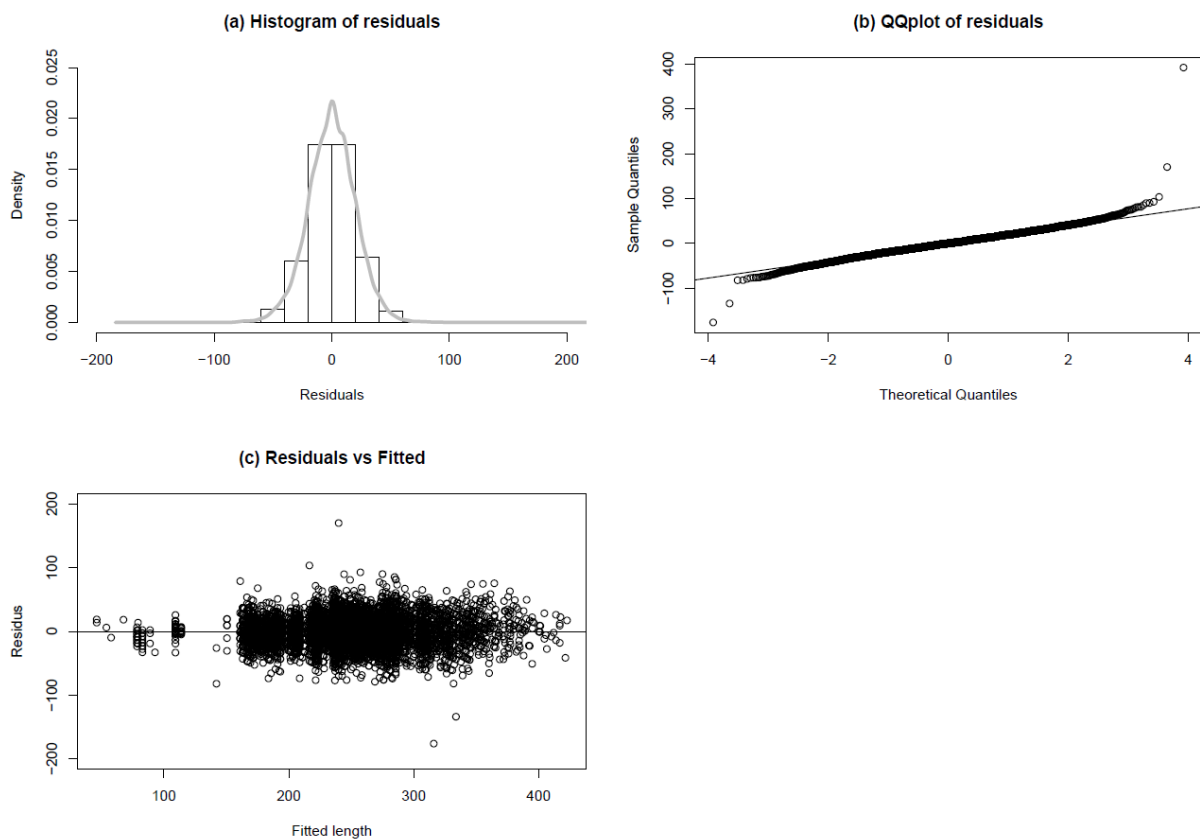 (a) Histogram of residuals
Density
0.000 0.005 0.010 0.015 0.020 0.025
−200 −100 0 100 200
Residuals
(b) QQplot of residuals
Sample Quantiles
−100 0 100 200 300 400
−4 −2 0 2 4
Theoretical Quantiles
(c) Residuals vs Fitted
Residus
−200 −100 0 100 200
100 200 300 400
Fitted length